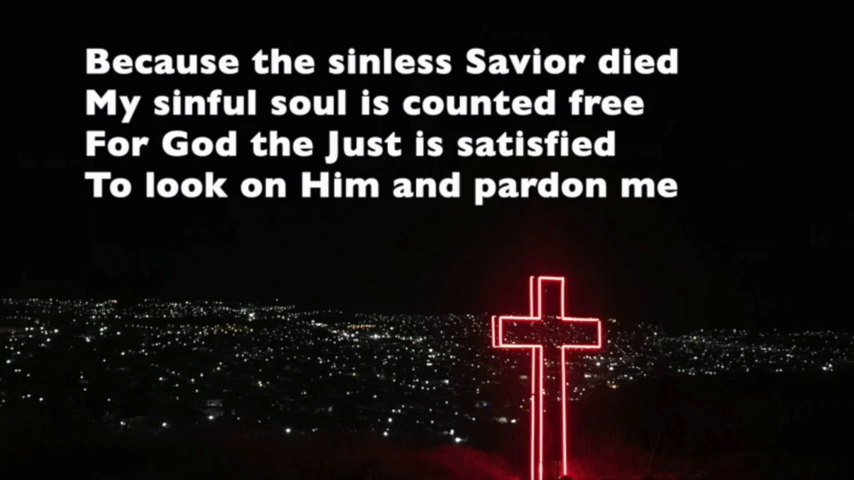 Because the sinless Savior died
My sinful soul is counted free
For God the Just is satisfied
To look on Him and pardon me